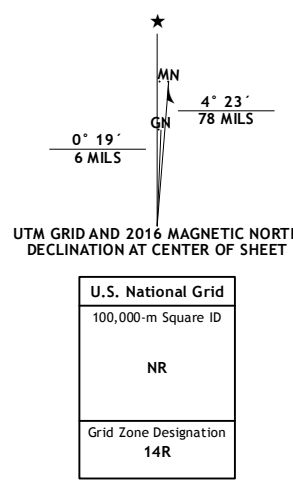 MN
4° 23´
78 MILS
GN
0° 19´
6 MILS
UTM GRID AND 2016 MAGNETIC NORT
DECLINATION AT CENTER OF SHEET
U.S. National Grid
100,000-m Square ID
NR
Grid Zone Designation
14R